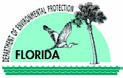 DEPARTMENT OF ENVIRONMENTAL PROTECTION
FLORIDA